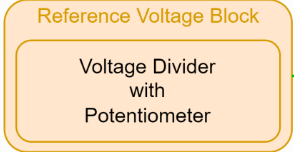 Reference Voltage Block
Voltage Divider
with
Potentiometer